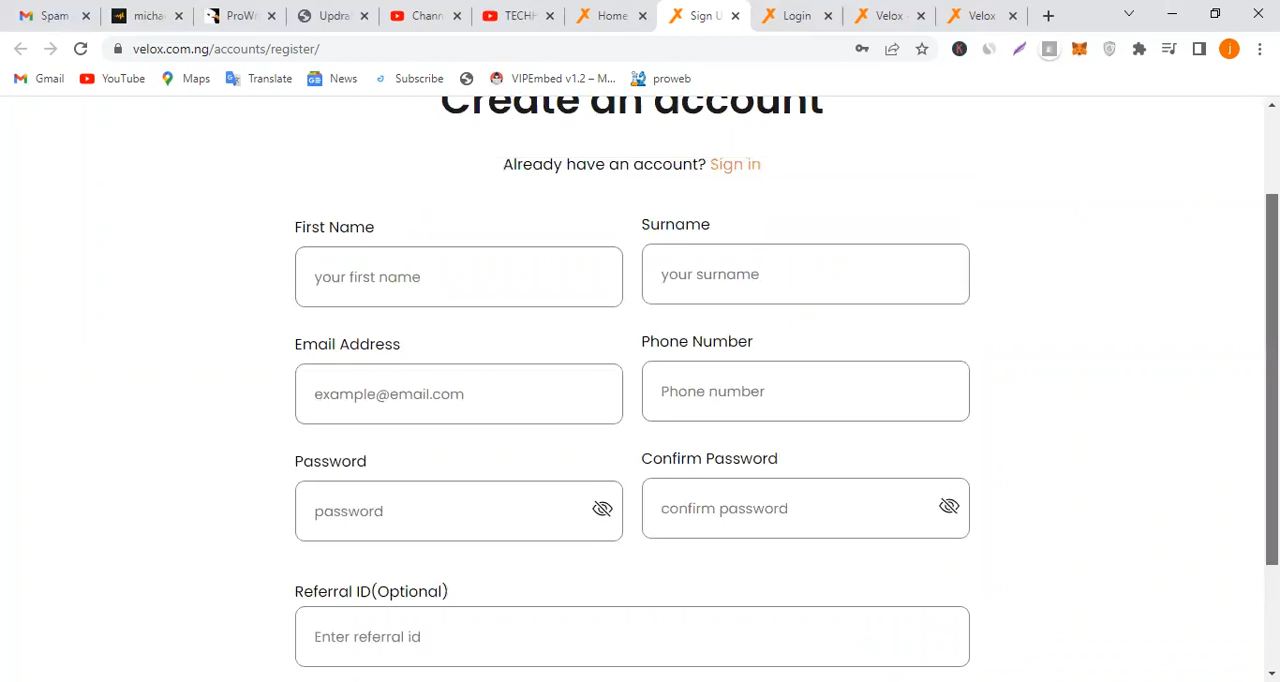 Spam
micha
ProW
Updra
Chann
TECHH
Home
Sign U
Login
Velox
Velox
velox.com.ng/accounts/register/
K
j
Gmail
YouTube
Maps
Translate
News
Subscribe
VIPEmbed v1.2 – M...
proweb
Create an account
Already have an account? Sign in
First Name
Surname
your first name
your surname
Email Address
Phone Number
example@email.com
Phone number
Password
Confirm Password
password
confirm password
Referral ID(Optional)
Enter referral id